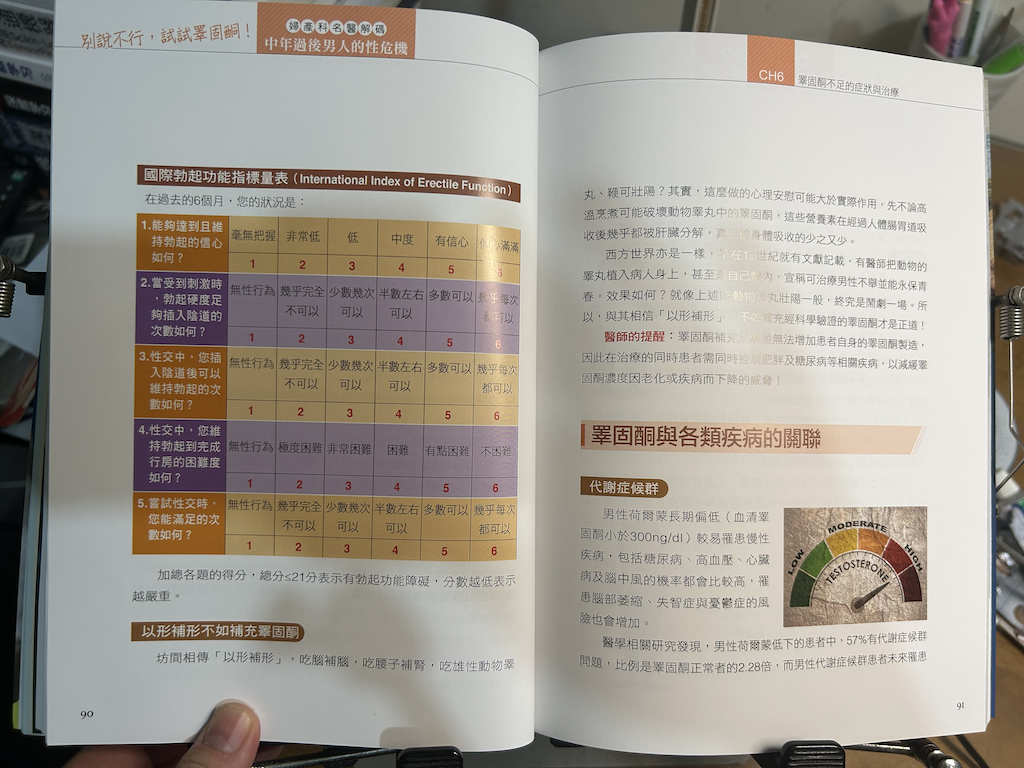 別說不行，試試睪固酮！
婦產科名醫解碼
中年過後男人的性危機
國際勃起功能指標量表（International Index of Erectile Function）
在過去的6個月，您的狀況是：
1.能夠達到且維持勃起的信心如何？
毫無把握 非常低 低 中度 有信心 信心滿滿
1 2 3 4 5 6
2.當受到刺激時，勃起硬度足夠插入陰道的次數如何？
無性行為 幾乎完全不可以 少數幾次可以 半數左右可以 多數可以 幾乎每次都可以
1 2 3 4 5 6
3.性交中，您插入陰道後可以維持勃起的次數如何？
無性行為 幾乎完全不可以 少數幾次可以 半數左右可以 多數可以 幾乎每次都可以
1 2 3 4 5 6
4.性交中，您維持勃起到完成行房的困難度如何？
無性行為 極度困難 非常困難 困難 有點困難 不困難
1 2 3 4 5 6
5.嘗試性交時，您能滿足的次數如何？
無性行為 幾乎完全不可以 少數幾次可以 半數左右可以 多數可以 幾乎每次都可以
1 2 3 4 5 6
加總各題的得分，總分≤21分表示有勃起功能障礙，分數越低表示
越嚴重。
以形補形不如補充睪固酮
坊間相傳「以形補形」，吃腦補腦，吃腰子補腎，吃雄性動物睪
90
CH6
睪固酮不足的症狀與治療
丸、鞭可壯陽？其實，這麼做的心理安慰可能大於實際作用，先不論高
溫烹煮可能破壞動物睪丸中的睪固酮，這些營養素在經過人體腸胃道吸
收後幾乎都被肝臟分解，真 身體吸收的少之又少。
西方世界亦是一樣， 在1 世紀就有文獻記載，有醫師把動物的
睪丸植入病人身上，甚至 自己 內，宣稱可治療男性不舉並能永保青
春。效果如何？就像上述 動物 丸壯陽一般，終究是鬧劇一場。所
以，與其相信「以形補形」， 不 補充經科學驗證的睪固酮才是正道！
醫師的提醒：睪固酮補充 並無法增加患者自身的睪固酮製造，
因此在治療的同時患者需同時控制肥胖及糖尿病等相關疾病，以減緩睪
固酮濃度因老化或疾病而下降的威脅！
睪固酮與各類疾病的關聯
代謝症候群
男性荷爾蒙長期偏低（血清睪
固酮小於300ng/dl）較易罹患慢性
疾病，包括糖尿病、高血壓、心臟
病及腦中風的機率都會比較高，罹
患腦部萎縮、失智症與憂鬱症的風
險也會增加。
LOW
MODERATE
HIGH
TESTOSTERONE
醫學相關研究發現，男性荷爾蒙低下的患者中，57%有代謝症候群
問題，比例是睪固酮正常者的2.28倍，而男性代謝症候群患者未來罹患
91